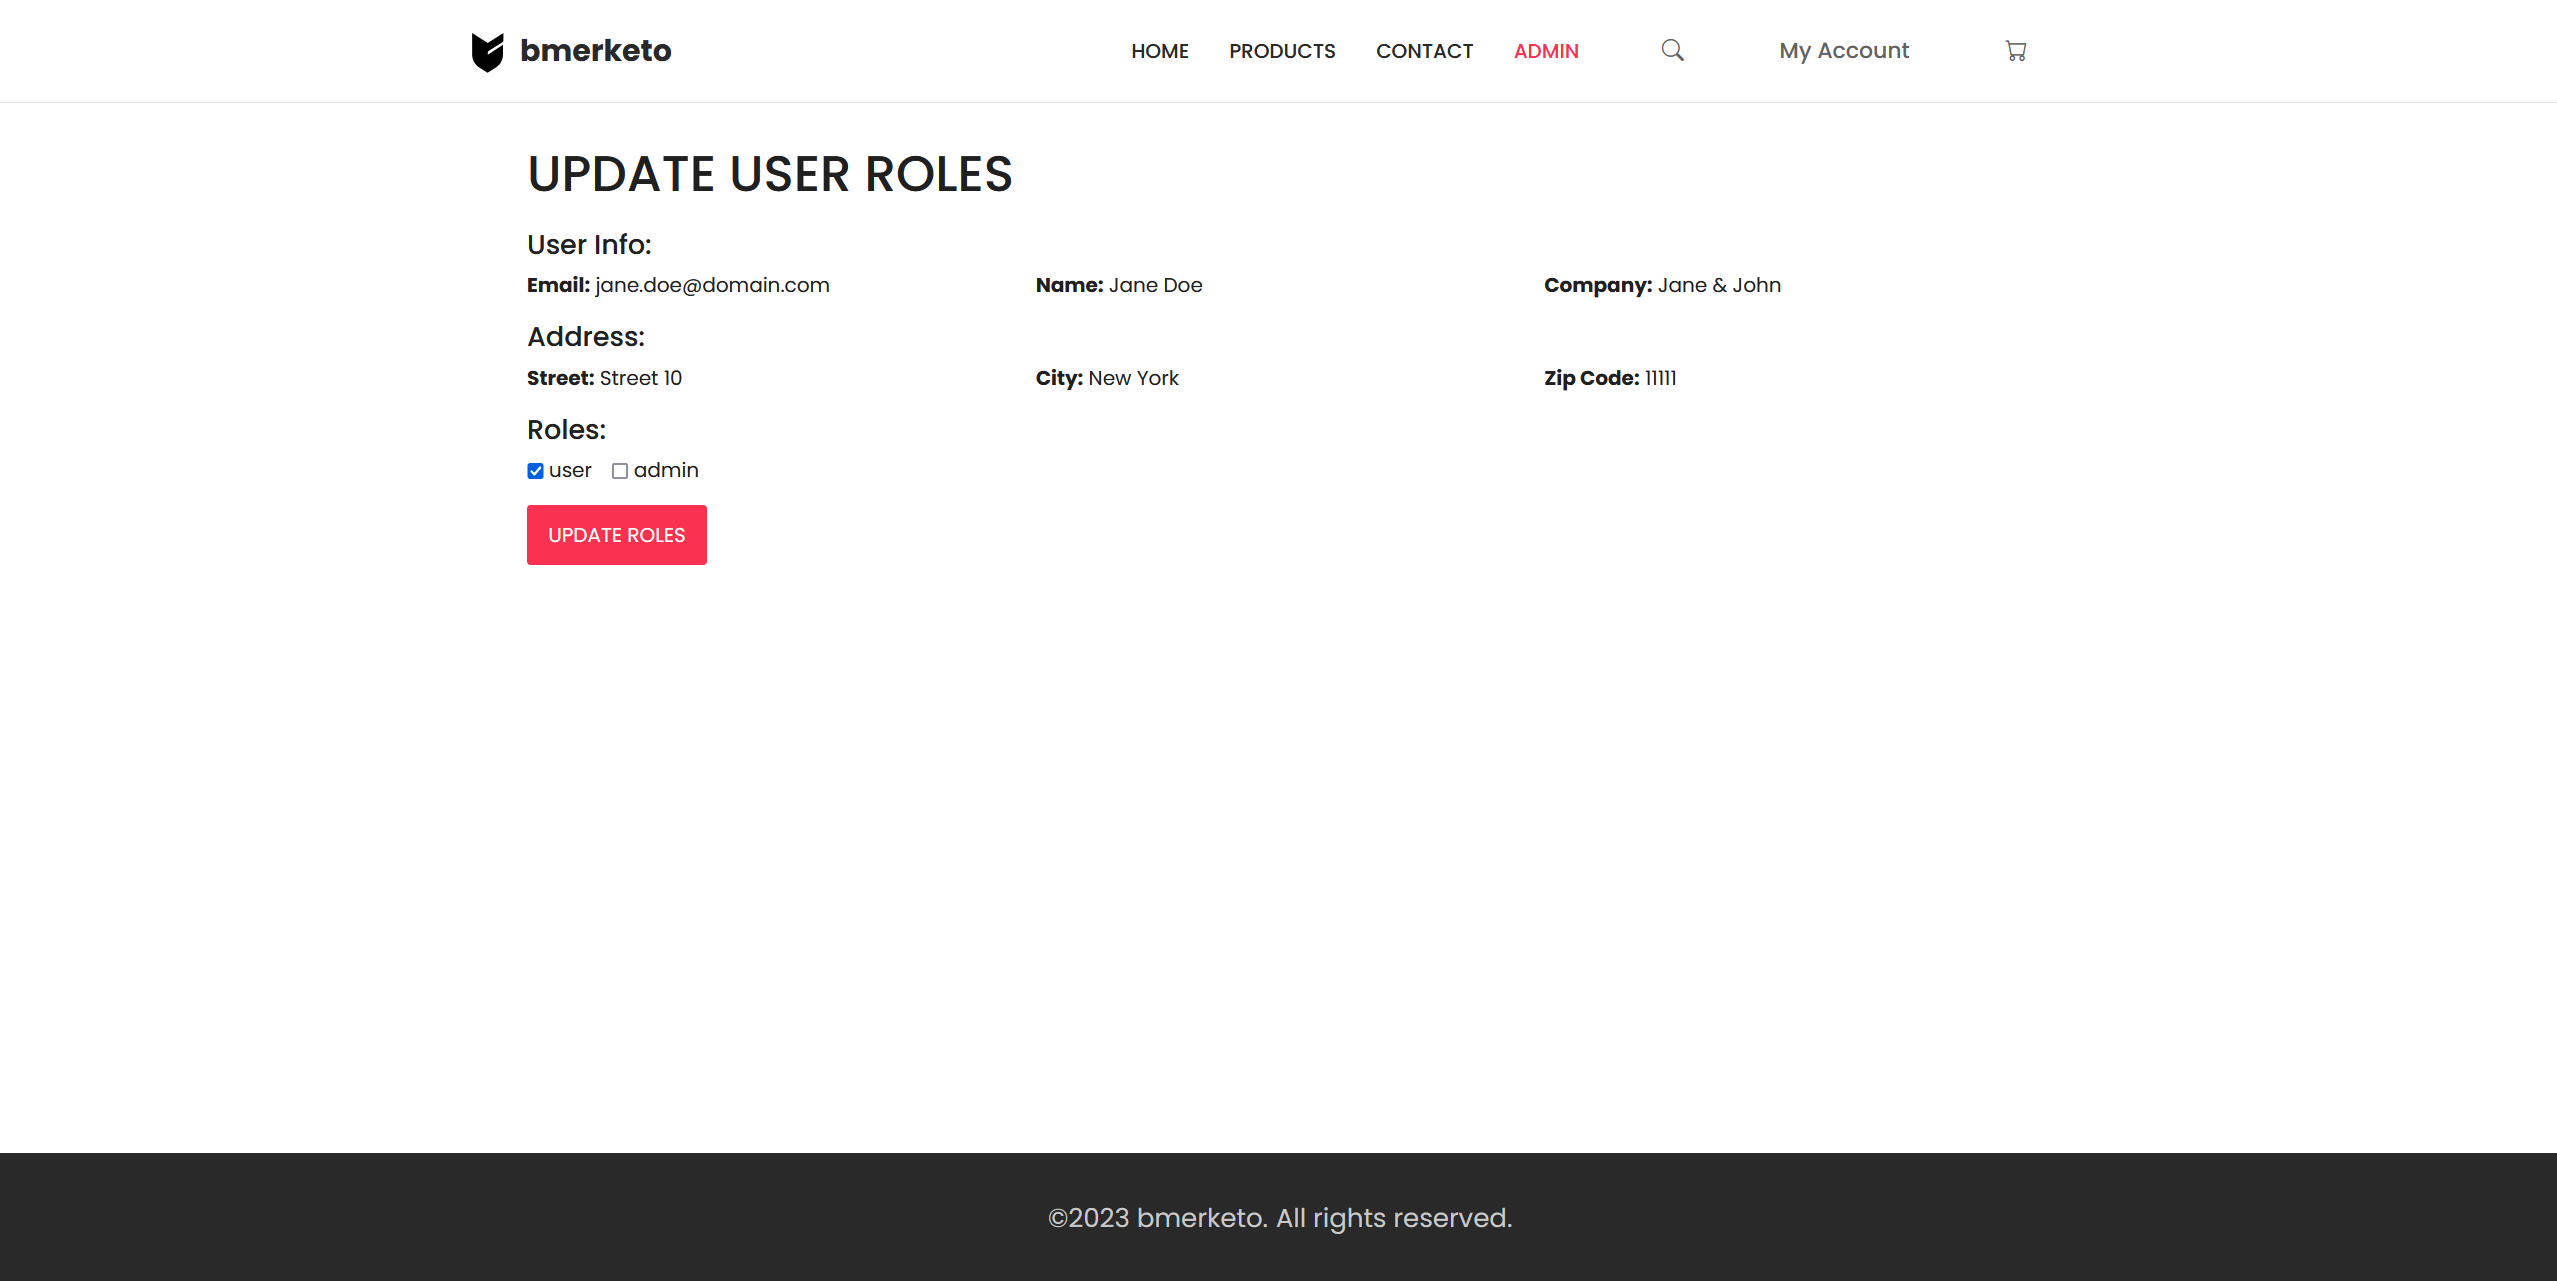 bmerketo HOME PRODUCTS CONTACT ADMIN My Account
UPDATE USER ROLES
User Info:
Email: jane.doe@domain.com Name: Jane Doe Company: Jane & John
Address:
Street: Street 10 City: New York Zip Code: 11111
Roles:
user admin
UPDATE ROLES
©2023 bmerketo. All rights reserved.